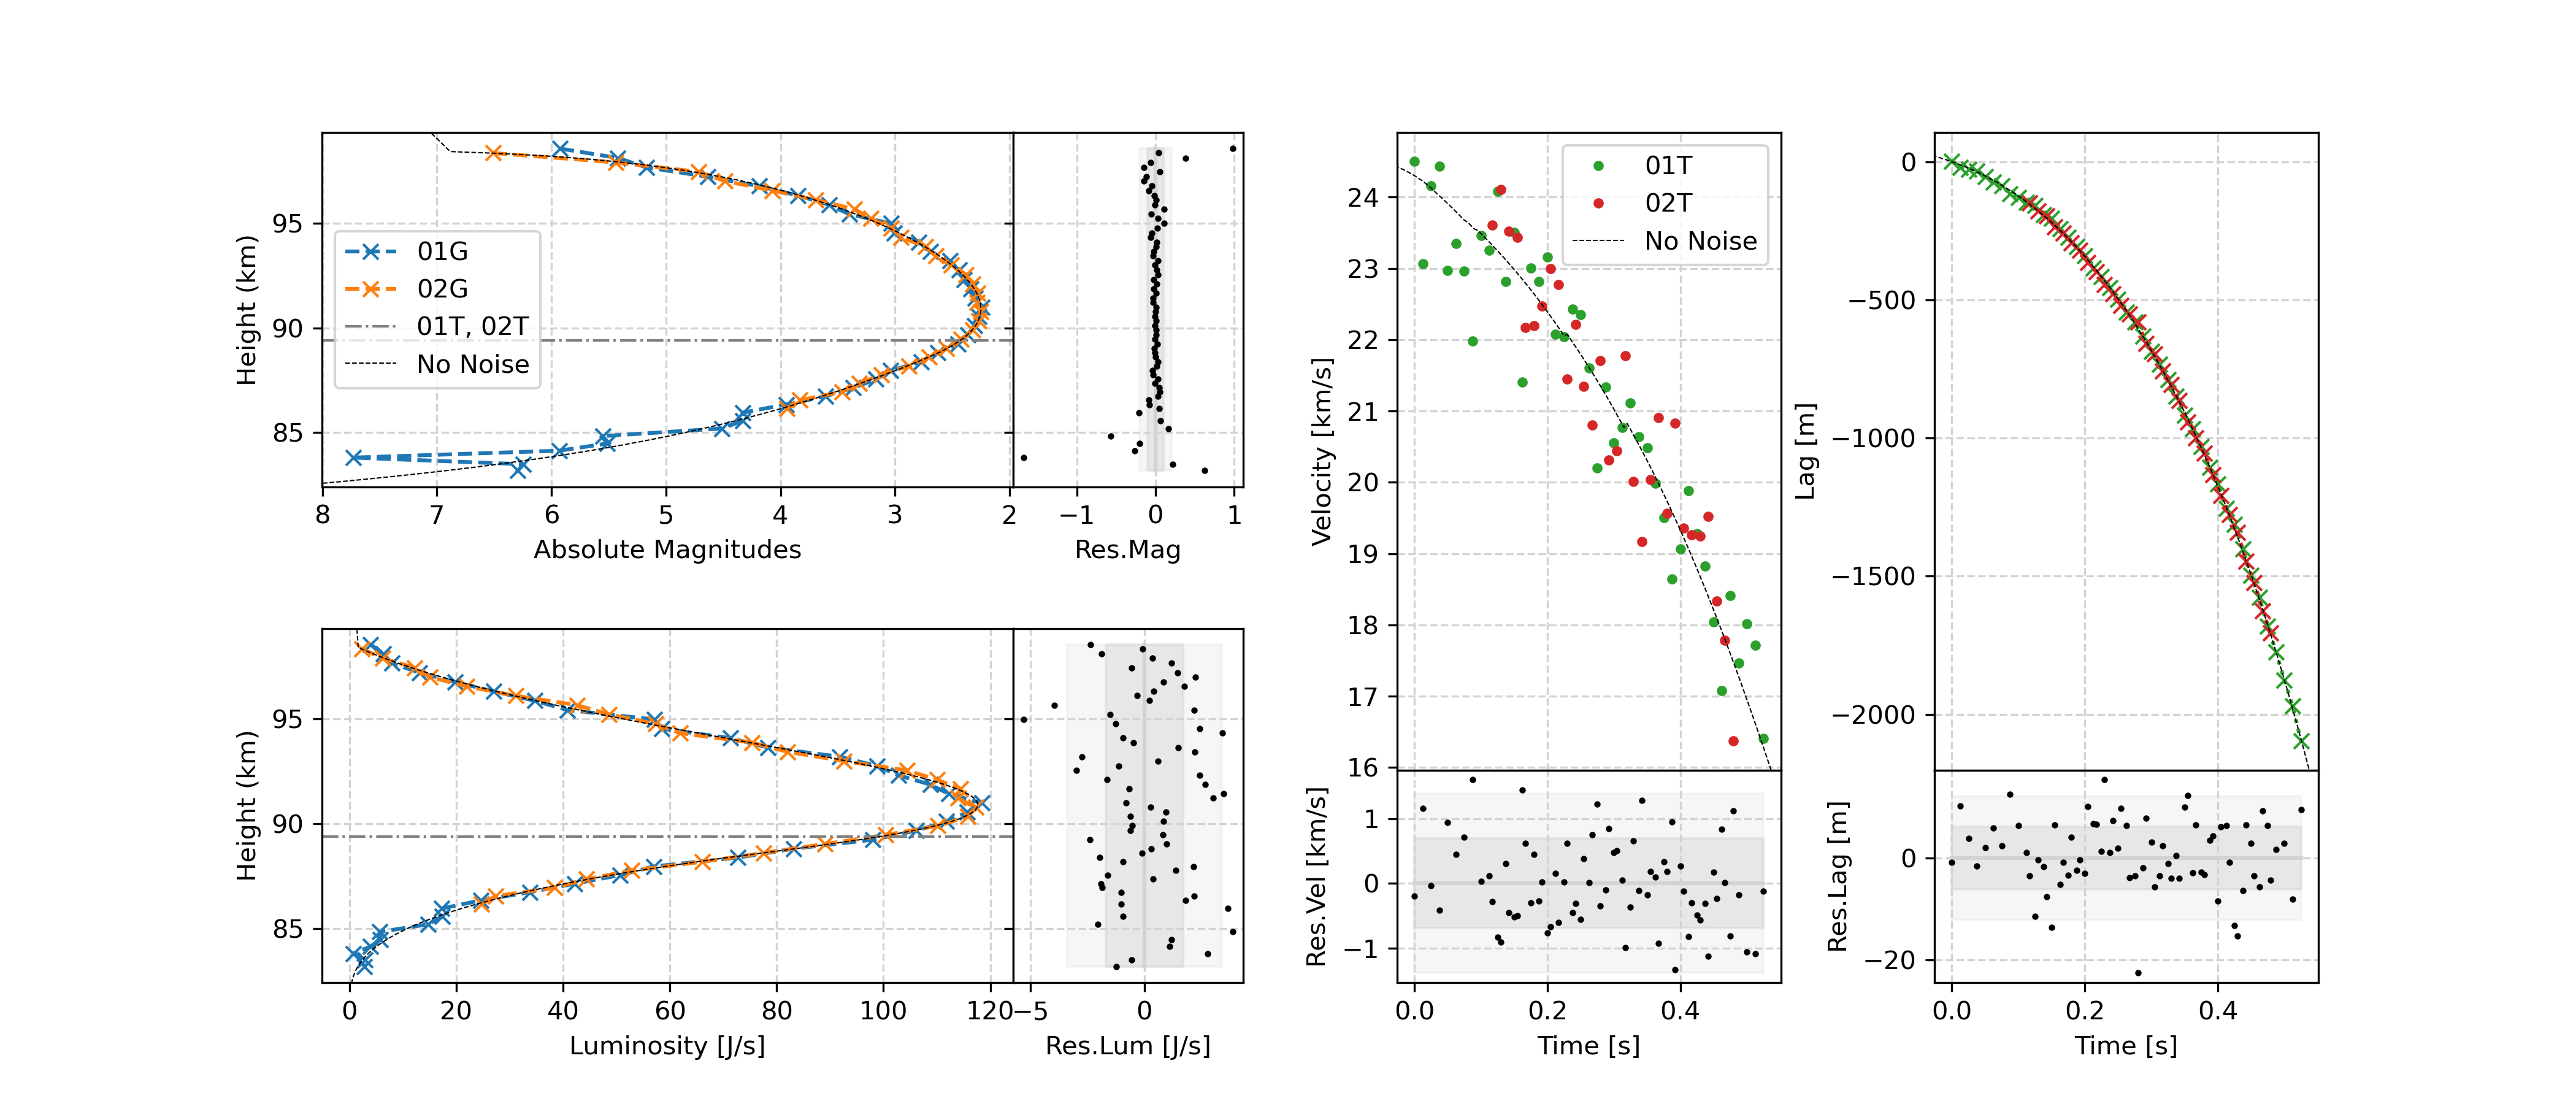 Height (km)
95
90
85
01G
02G
01T, 02T
No Noise
8 7 6 5 4 3 2
Absolute Magnitudes
−1 0 1
Res.Mag
Height (km)
95
90
85
0 20 40 60 80 100 120
Luminosity [J/s]
−5 0
Res.Lum [J/s]
Velocity [km/s]
24
23
22
21
20
19
18
17
16
01T
02T
No Noise
Res.Vel [km/s]
1
0
−1
0.0 0.2 0.4
Time [s]
Lag [m]
0
−500
−1000
−1500
−2000
Res.Lag [m]
0
−20
0.0 0.2 0.4
Time [s]